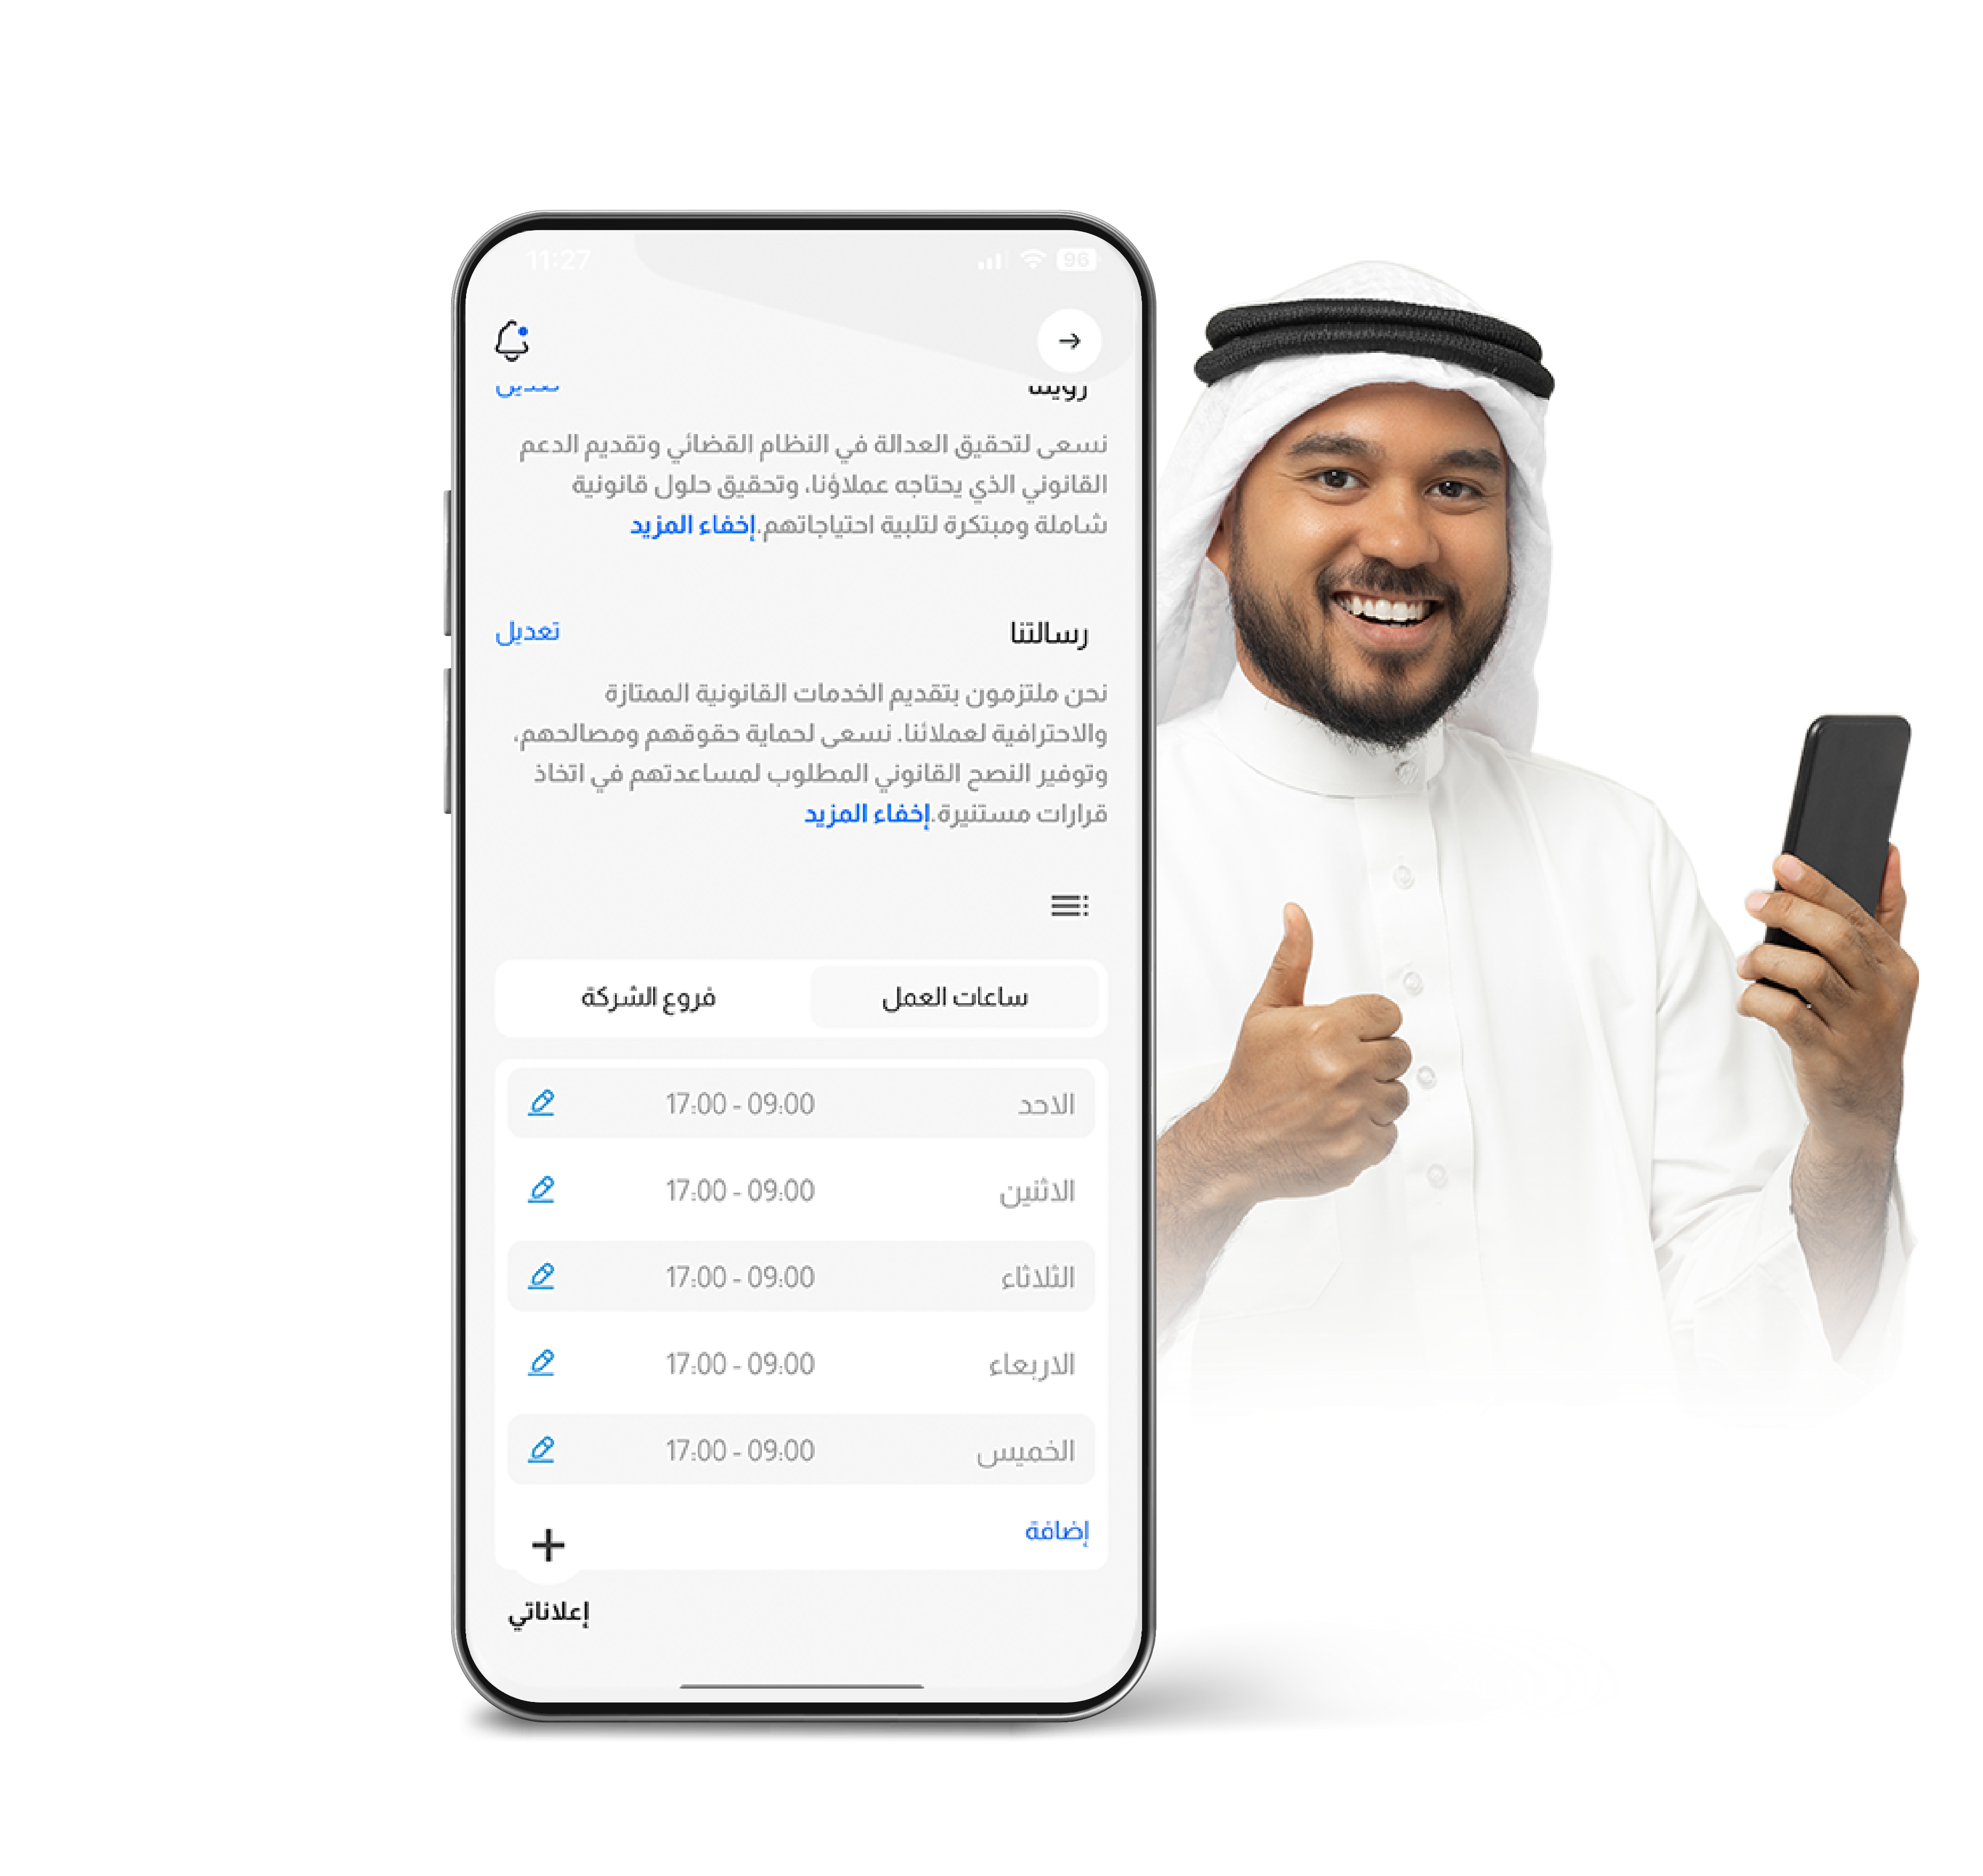 11:27
96
نسعى لتحقيق العدالة في النظام القضائي وتقديم الدعم
القانوني الذي يحتاجه عملاؤنا، وتحقيق حلول قانونية
شاملة ومبتكرة لتلبية احتياجاتهم.إخفاء المزيد
رسالتنا
تعديل
نحن ملتزمون بتقديم الخدمات القانونية الممتازة
والاحترافية لعملائنا. نسعى لحماية حقوقهم ومصالحهم،
وتوفير النصح القانوني المطلوب لمساعدتهم في اتخاذ
قرارات مستنيرة.إخفاء المزيد
ساعات العمل
فروع الشركة
الاحد
17:00 - 09:00
الاثنين
17:00 - 09:00
الثلاثاء
17:00 - 09:00
الاربعاء
17:00 - 09:00
الخميس
17:00 - 09:00
إضافة
إعلاناتي